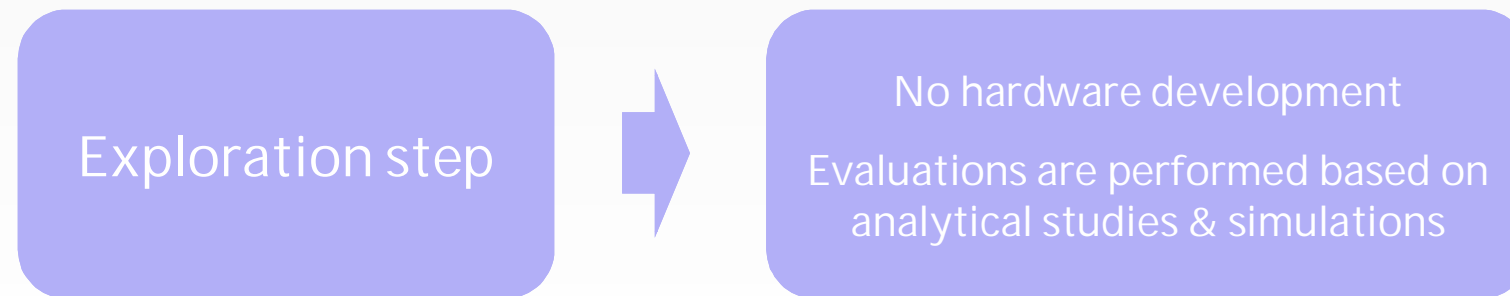 Exploration step
No hardware development
Evaluations are performed based on
analytical studies & simulations